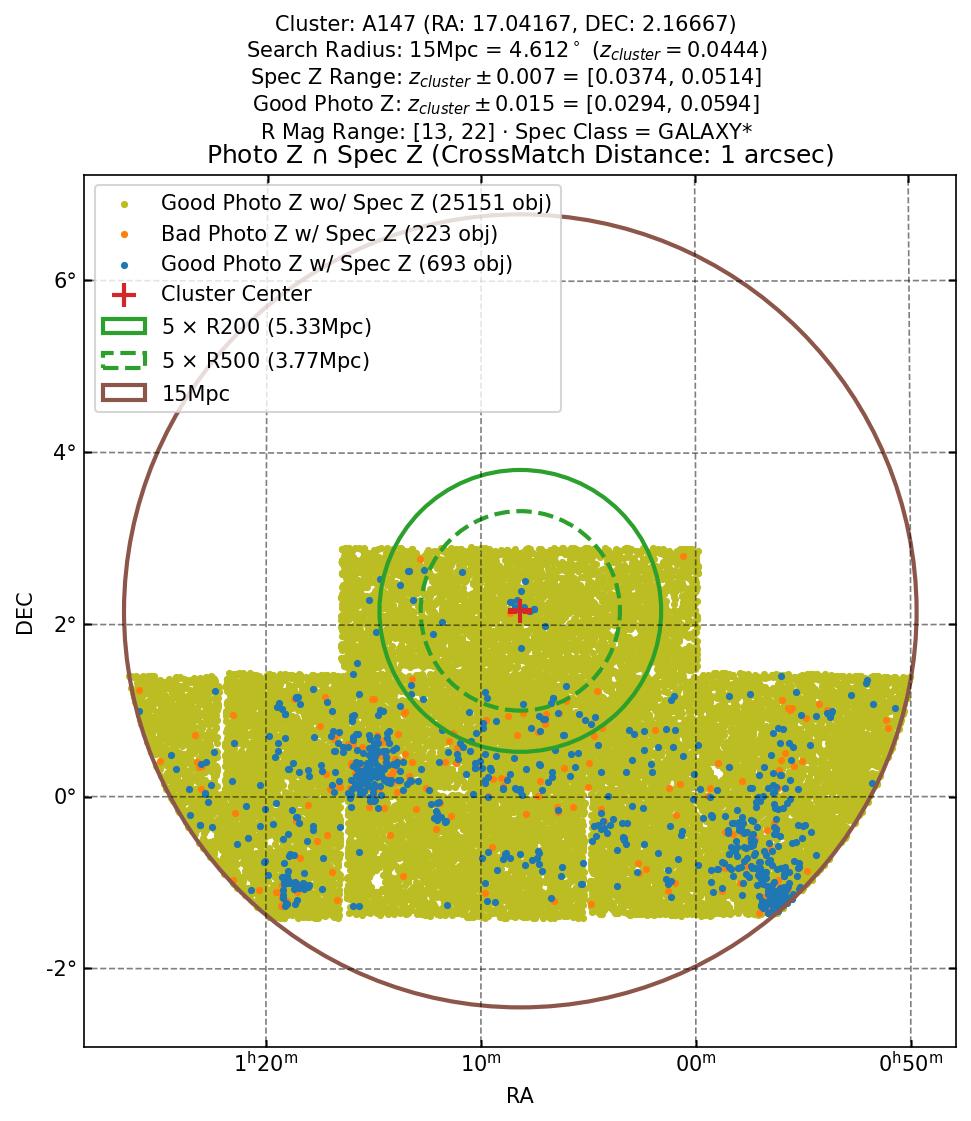 Cluster: A147 (RA: 17.04167, DEC: 2.16667)
Search Radius: 15Mpc = 4.612° (z_cluster = 0.0444)
Spec Z Range: z_cluster ± 0.007 = [0.0374, 0.0514]
Good Photo Z: z_cluster ± 0.015 = [0.0294, 0.0594]
R Mag Range: [13, 22] · Spec Class = GALAXY*
Photo Z ∩ Spec Z (CrossMatch Distance: 1 arcsec)
Good Photo Z wo/ Spec Z (25151 obj)
Bad Photo Z w/ Spec Z (223 obj)
Good Photo Z w/ Spec Z (693 obj)
Cluster Center
5 × R200 (5.33Mpc)
5 × R500 (3.77Mpc)
15Mpc
6°
4°
2°
0°
-2°
DEC
1h20m 10m 00m 0h50m
RA